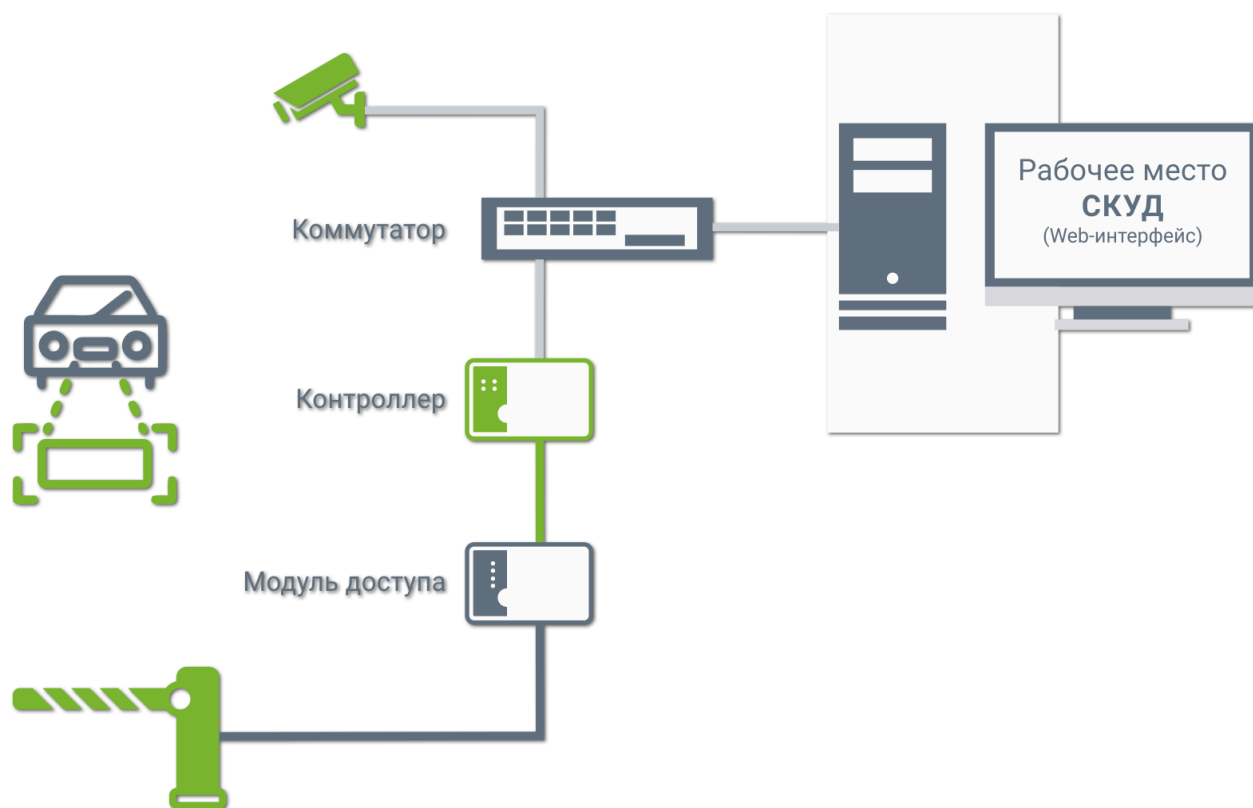 Коммутатор
Рабочее место
СКУД
(Web-интерфейс)
Контроллер
Модуль доступа